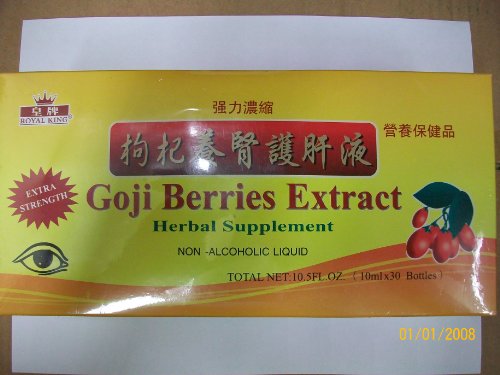 皇牌
ROYAL KING®
强力濃縮
營養保健品
枸杞養腎護肝液
EXTRA
STRENGTH
Goji Berries Extract
Herbal Supplement
NON -ALCOHOLIC LIQUID
TOTAL NET:10.5FL.OZ. ( 10mlx30 Bottles )
01/01/2008